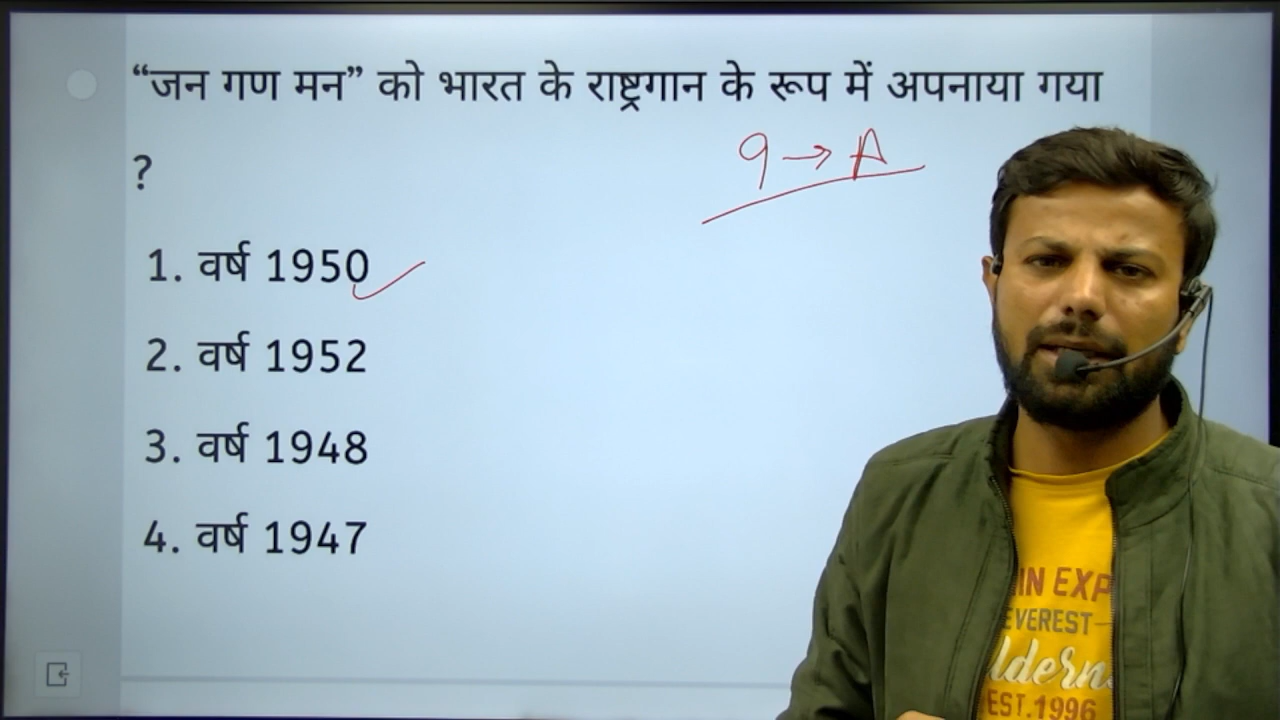 “जन गण मन” को भारत के राष्ट्रगान के रूप में अपनाया गया
?
9 → A
1. वर्ष 1950
2. वर्ष 1952
3. वर्ष 1948
4. वर्ष 1947
IN EXP
EVEREST
ldern
EST.1996